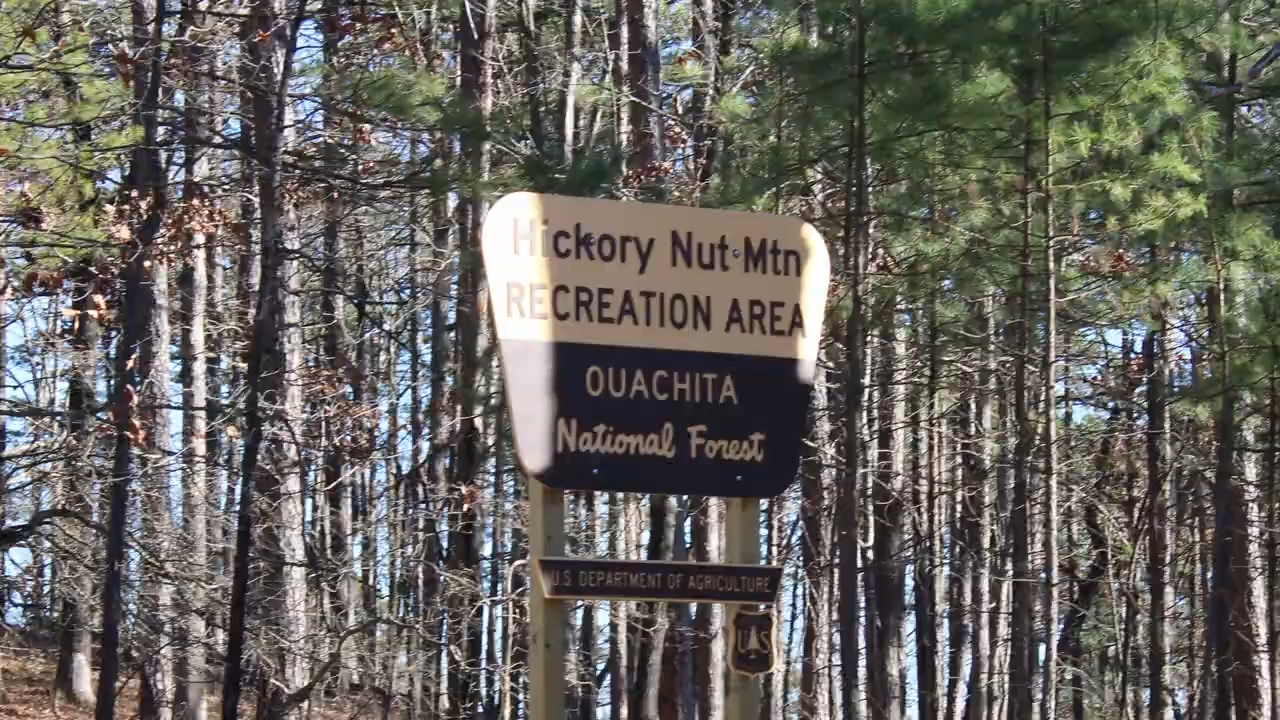 Hickory Nut Mtn
RECREATION AREA
OUACHITA
National Forest
U.S. DEPARTMENT OF AGRICULTURE
U S